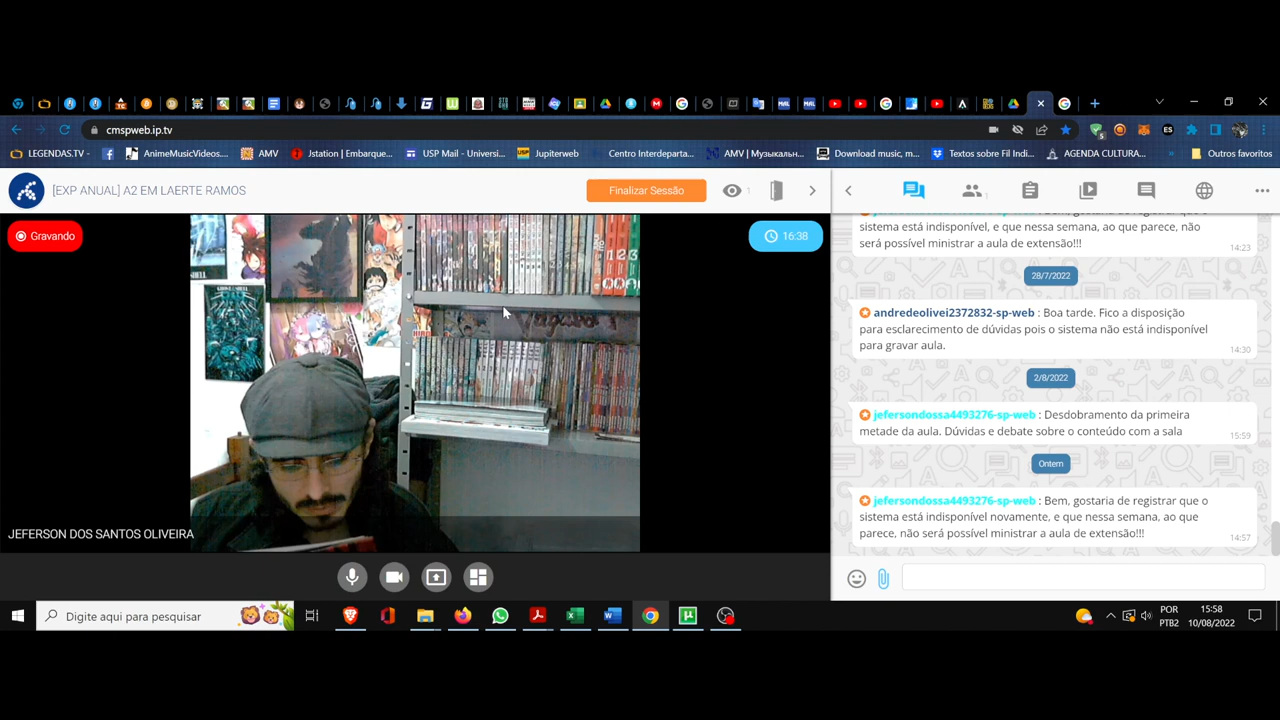 cmspweb.ip.tv
LEGENDAS.TV -
AnimeMusicVideos....
AMV
Jstation | Embarque...
USP Mail - Universi...
Jupiterweb
Centro Interdeparta...
AMV | Музыкальн...
Download music, m...
Textos sobre Fil Indi...
AGENDA CULTURA...
»
Outros favoritos
[EXP ANUAL] A2 EM LAERTE RAMOS
Finalizar Sessão
1
1
Gravando
16:38
JEFERSON DOS SANTOS OLIVEIRA
sistema está indisponível, e que nessa semana, ao que parece, não
será possível ministrar a aula de extensão!!!
14:23
28/7/2022
andredeolivei2372832-sp-web : Boa tarde. Fico a disposição
para esclarecimento de dúvidas pois o sistema não está indisponível
para gravar aula.
14:30
2/8/2022
jefersondossa4493276-sp-web : Desdobramento da primeira
metade da aula. Dúvidas e debate sobre o conteúdo com a sala
15:59
Ontem
jefersondossa4493276-sp-web : Bem, gostaria de registrar que o
sistema está indisponível novamente, e que nessa semana, ao que
parece, não será possível ministrar a aula de extensão!!!
14:57
Digite aqui para pesquisar
POR
PTB2
15:58
10/08/2022